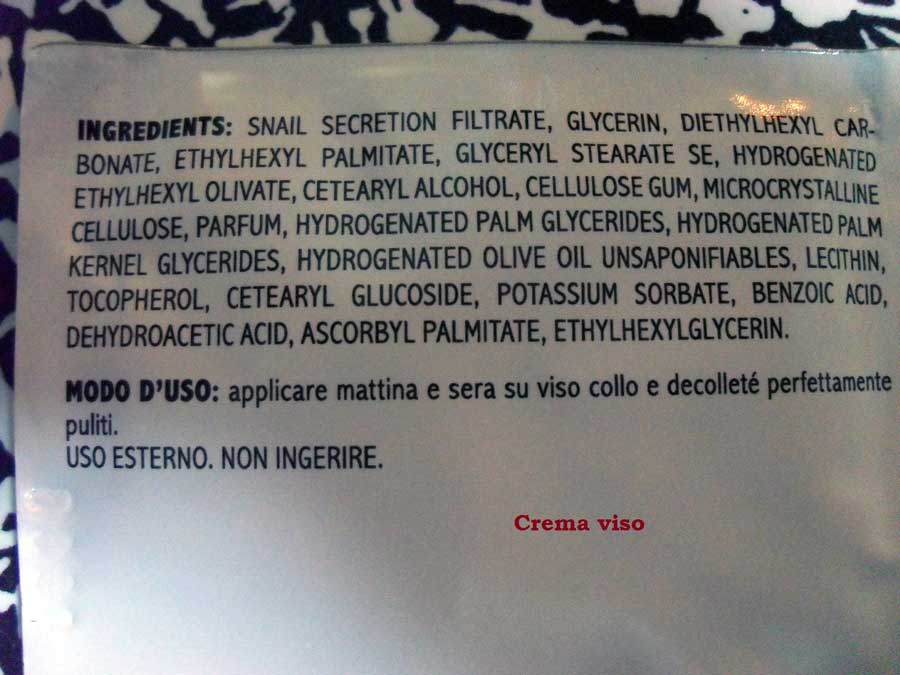 INGREDIENTS: SNAIL SECRETION FILTRATE, GLYCERIN, DIETHYLHEXYL CAR-
BONATE, ETHYLHEXYL PALMITATE, GLYCERYL STEARATE SE, HYDROGENATED
ETHYLHEXYL OLIVATE, CETEARYL ALCOHOL, CELLULOSE GUM, MICROCRYSTALLINE
CELLULOSE, PARFUM, HYDROGENATED PALM GLYCERIDES, HYDROGENATED PALM
KERNEL GLYCERIDES, HYDROGENATED OLIVE OIL UNSAPONIFIABLES, LECITHIN,
TOCOPHEROL, CETEARYL GLUCOSIDE, POTASSIUM SORBATE, BENZOIC ACID,
DEHYDROACETIC ACID, ASCORBYL PALMITATE, ETHYLHEXYLGLYCERIN.
MODO D'USO: applicare mattina e sera su viso collo e decolleté perfettamente
puliti.
USO ESTERNO. NON INGERIRE.
Crema viso